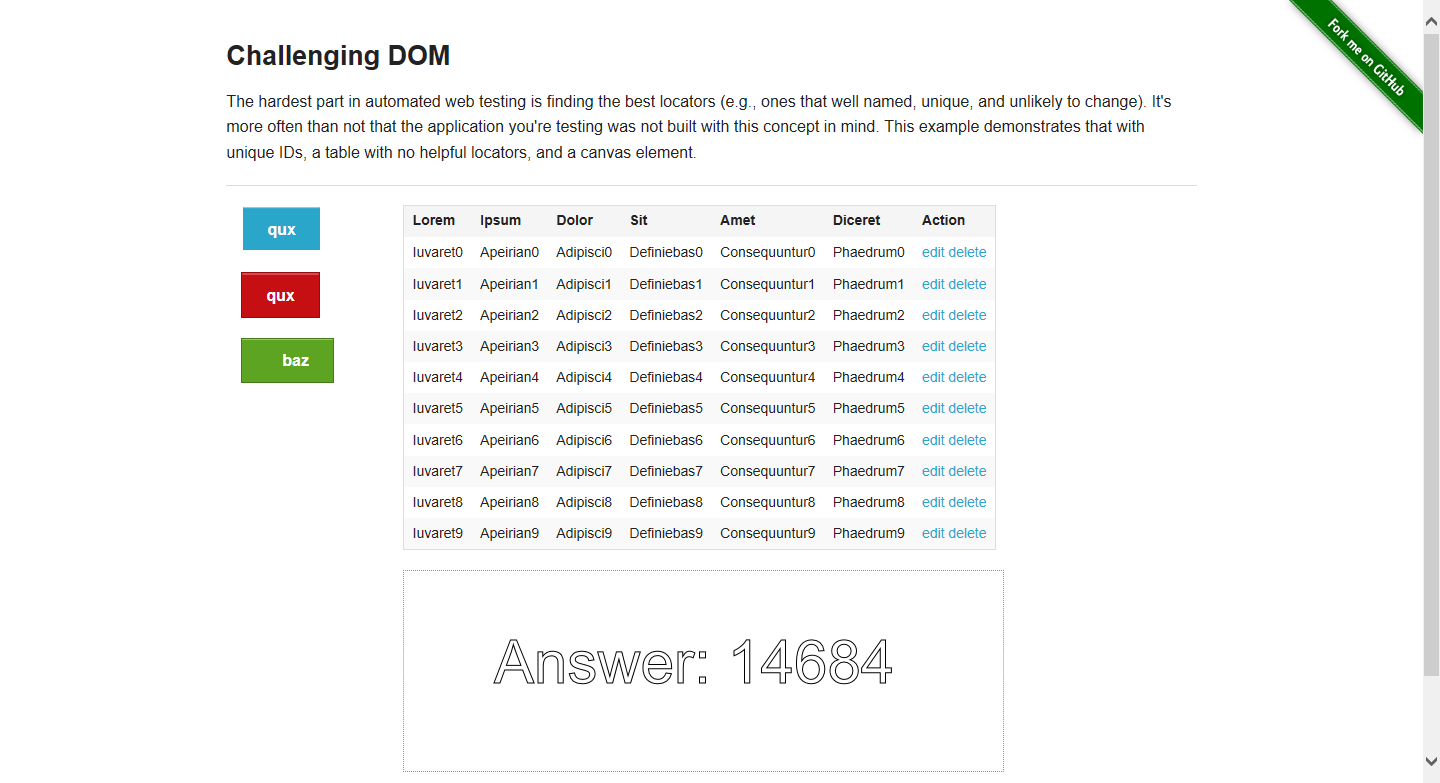 Fork me on GitHub
Challenging DOM
The hardest part in automated web testing is finding the best locators (e.g., ones that well named, unique, and unlikely to change). It's
more often than not that the application you're testing was not built with this concept in mind. This example demonstrates that with
unique IDs, a table with no helpful locators, and a canvas element.
qux
qux
baz
Lorem Ipsum Dolor Sit Amet Diceret Action
Iuvaret0 Apeirian0 Adipisci0 Definiebas0 Consequuntur0 Phaedrum0 edit delete
Iuvaret1 Apeirian1 Adipisci1 Definiebas1 Consequuntur1 Phaedrum1 edit delete
Iuvaret2 Apeirian2 Adipisci2 Definiebas2 Consequuntur2 Phaedrum2 edit delete
Iuvaret3 Apeirian3 Adipisci3 Definiebas3 Consequuntur3 Phaedrum3 edit delete
Iuvaret4 Apeirian4 Adipisci4 Definiebas4 Consequuntur4 Phaedrum4 edit delete
Iuvaret5 Apeirian5 Adipisci5 Definiebas5 Consequuntur5 Phaedrum5 edit delete
Iuvaret6 Apeirian6 Adipisci6 Definiebas6 Consequuntur6 Phaedrum6 edit delete
Iuvaret7 Apeirian7 Adipisci7 Definiebas7 Consequuntur7 Phaedrum7 edit delete
Iuvaret8 Apeirian8 Adipisci8 Definiebas8 Consequuntur8 Phaedrum8 edit delete
Iuvaret9 Apeirian9 Adipisci9 Definiebas9 Consequuntur9 Phaedrum9 edit delete
Answer: 14684